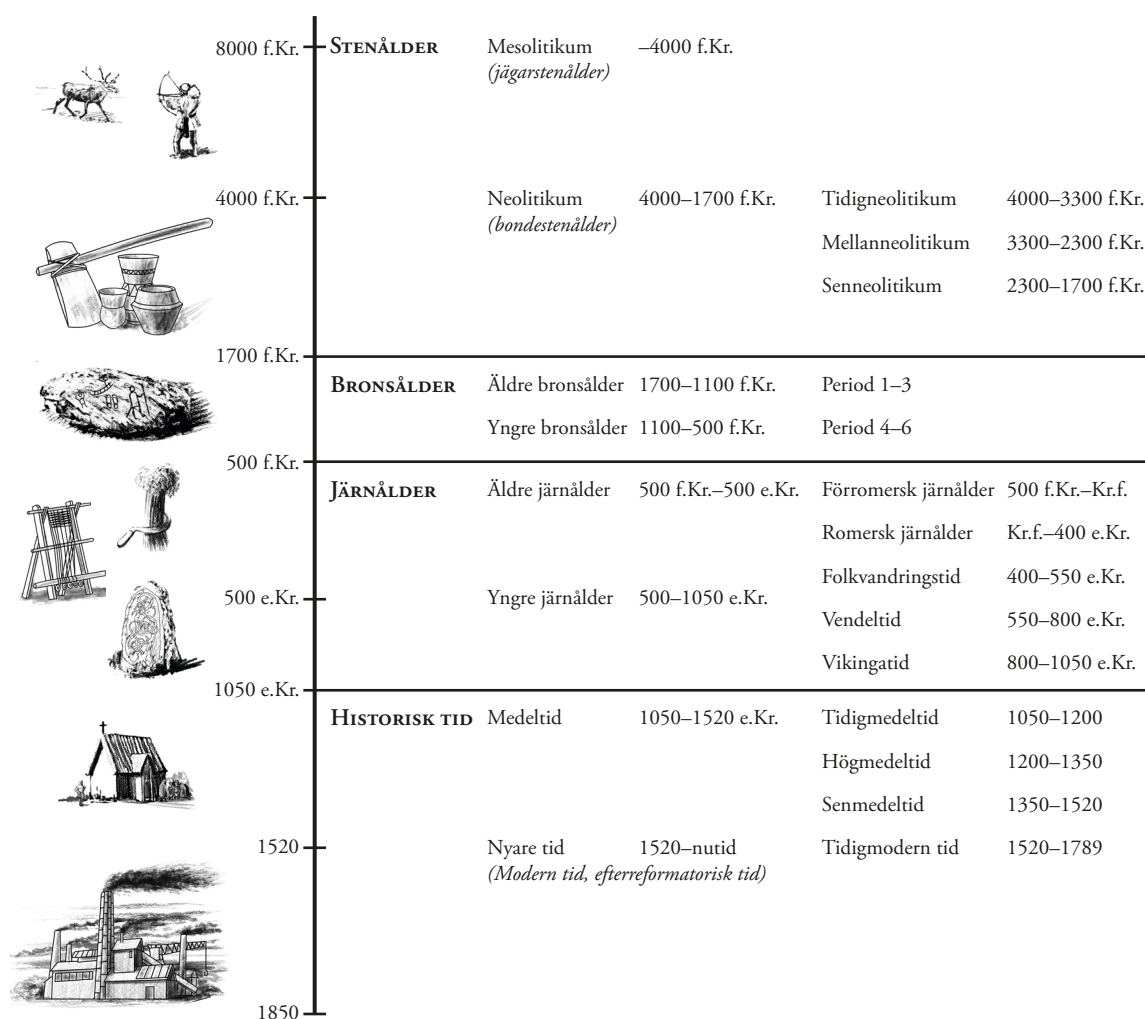 8000 f.Kr. STENÅLDER Mesolitikum –4000 f.Kr.
(jägarstenålder)
4000 f.Kr. Neolitikum 4000–1700 f.Kr. Tidigneolitikum 4000–3300 f.Kr.
(bondestenålder)
Mellanneolitikum 3300–2300 f.Kr.
Senneolitikum 2300–1700 f.Kr.
1700 f.Kr.
BRONSÅLDER Äldre bronsålder 1700–1100 f.Kr. Period 1–3
Yngre bronsålder 1100–500 f.Kr. Period 4–6
500 f.Kr.
JÄRNÅLDER Äldre järnålder 500 f.Kr.–500 e.Kr. Förromersk järnålder 500 f.Kr.–Kr.f.
Romersk järnålder Kr.f.–400 e.Kr.
Folkvandringstid 400–550 e.Kr.
500 e.Kr. Yngre järnålder 500–1050 e.Kr.
Vendeltid 550–800 e.Kr.
Vikingatid 800–1050 e.Kr.
1050 e.Kr.
HISTORISK TID Medeltid 1050–1520 e.Kr. Tidigmedeltid 1050–1200
Högmedeltid 1200–1350
Senmedeltid 1350–1520
1520 Nyare tid 1520–nutid Tidigmodern tid 1520–1789
(Modern tid, efterreformatorisk tid)
1850